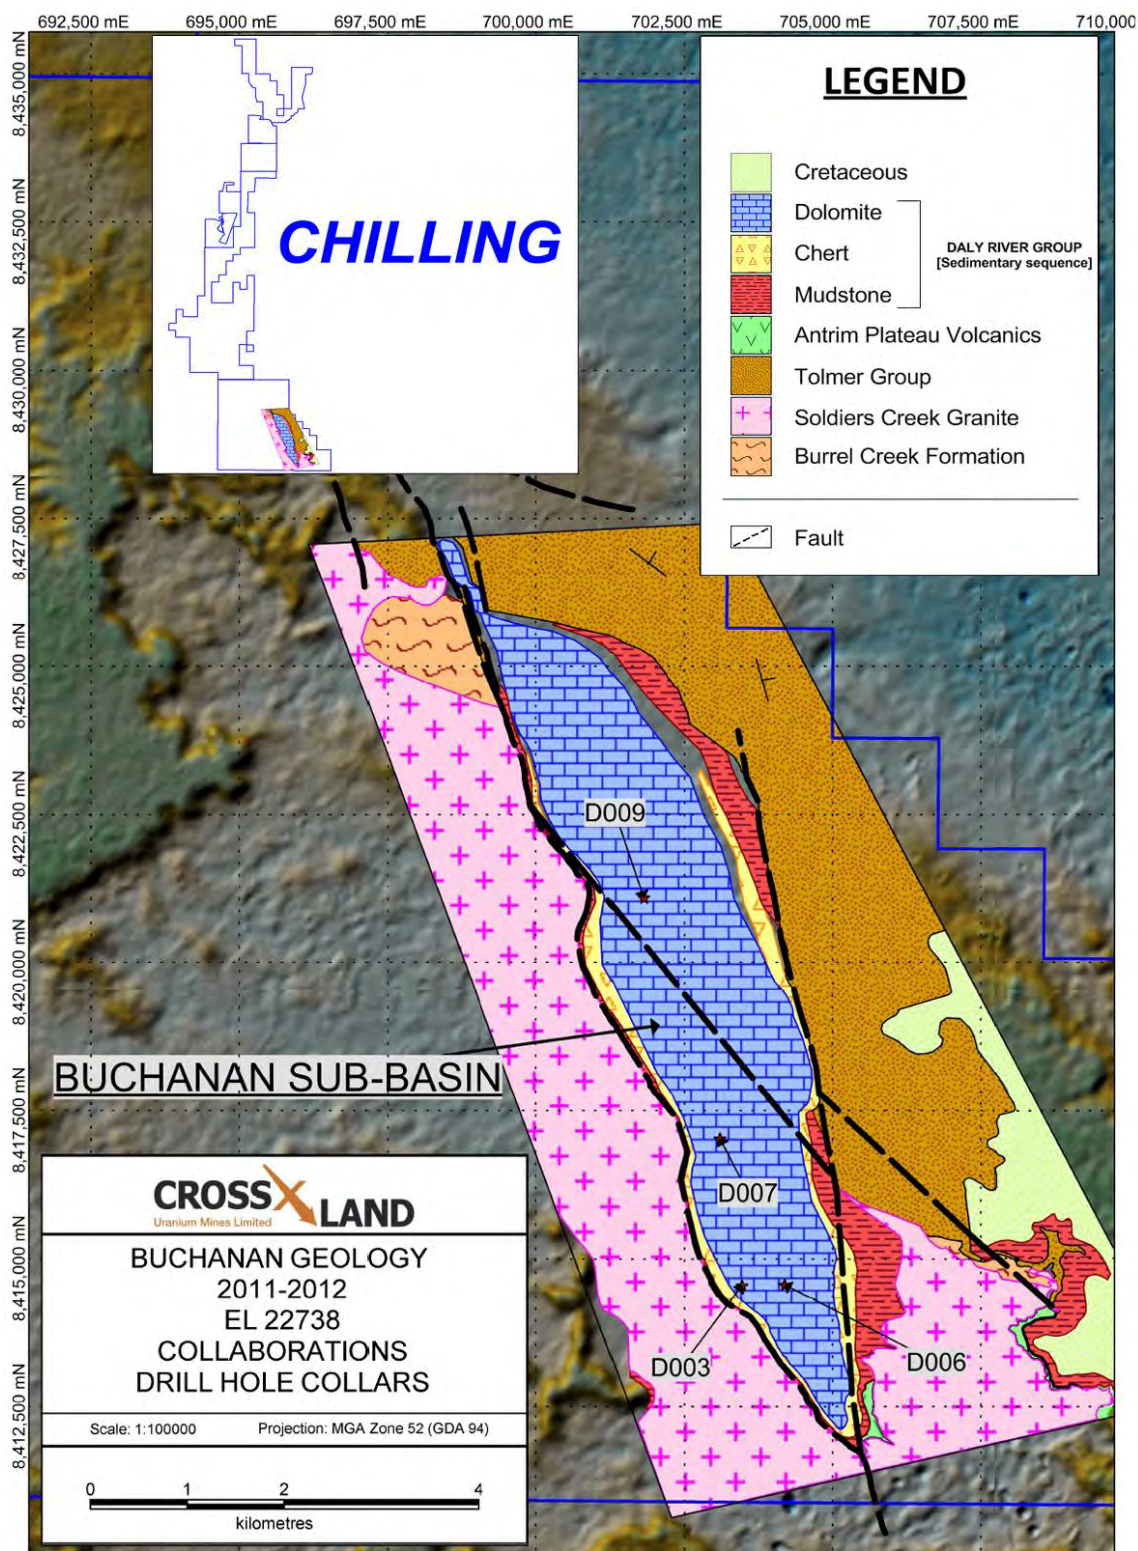 692,500 mE
695,000 mE
697,500 mE
700,000 mE
702,500 mE
705,000 mE
707,500 mE
710,000
8,435,000 mN
8,432,500 mN
8,430,000 mN
8,427,500 mN
8,425,000 mN
8,422,500 mN
8,420,000 mN
8,417,500 mN
8,415,000 mN
8,412,500 mN
CHILLING
LEGEND
Cretaceous
Dolomite
Chert
Mudstone
DALY RIVER GROUP
[Sedimentary sequence]
Antrim Plateau Volcanics
Tolmer Group
Soldiers Creek Granite
Burrel Creek Formation
Fault
D009
BUCHANAN SUB-BASIN
D007
D003
D006
CROSS X LAND
Uranium Mines Limited
BUCHANAN GEOLOGY
2011-2012
EL 22738
COLLABORATIONS
DRILL HOLE COLLARS
Scale: 1:100000 Projection: MGA Zone 52 (GDA 94)
0 1 2 4
kilometres